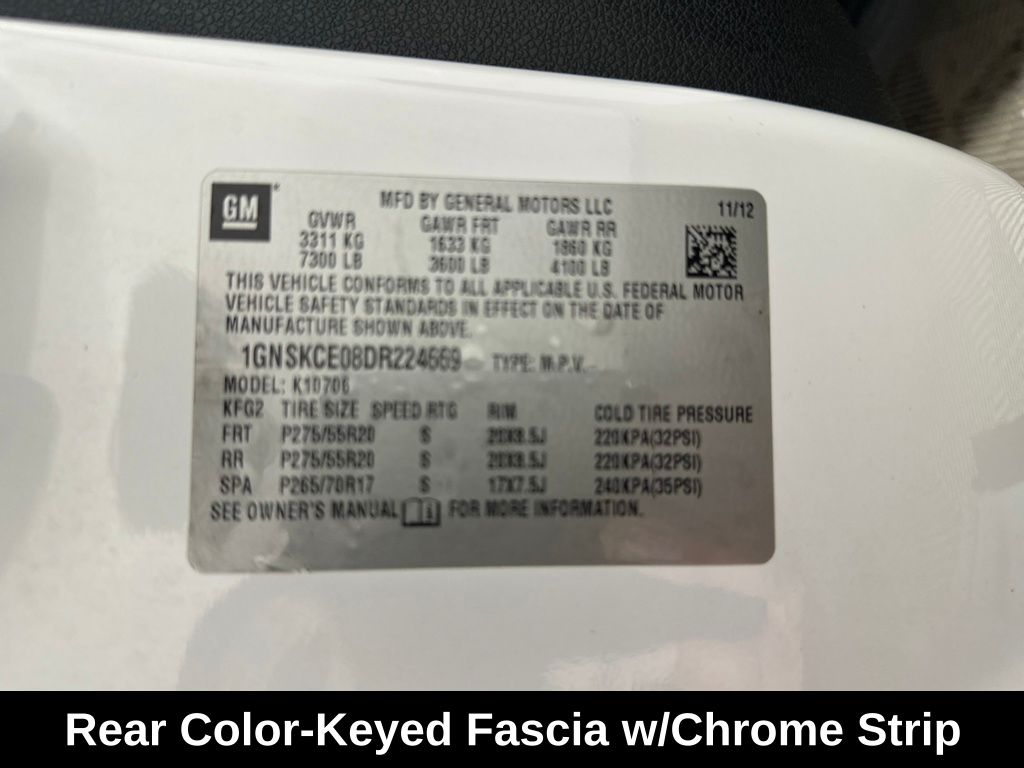 GM
MFD BY GENERAL MOTORS LLC 11/12
GVWR GAWR FRT GAWR RR
3311 KG 1633 KG 1860 KG
7300 LB 3600 LB 4100 LB
THIS VEHICLE CONFORMS TO ALL APPLICABLE U.S. FEDERAL MOTOR
VEHICLE SAFETY STANDARDS IN EFFECT ON THE DATE OF
MANUFACTURE SHOWN ABOVE.
TYPE: M.P.V.
MODEL: K10706
KFG2 TIRE SIZE SPEED RTG RIM COLD TIRE PRESSURE
FRT P275/55R20 S 20X8.5J 220KPA(32PSI)
RR P275/55R20 S 20X8.5J 220KPA(32PSI)
SPA P265/70R17 S 17X7.5J 240KPA(35PSI)
SEE OWNER'S MANUAL FOR MORE INFORMATION.
Rear Color-Keyed Fascia w/Chrome Strip